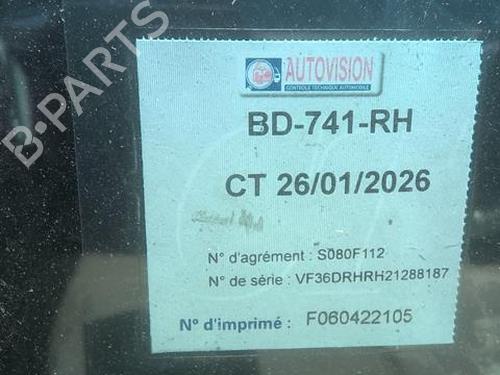 B-PARTS
AUTOVISION
CONTROLE TECHNIQUE AUTOMOBILE
BD-741-RH
CT 26/01/2026
N° d'agrément : S080F112
N° de série : VF36DRHRH21288187
N° d'imprimé : F060422105